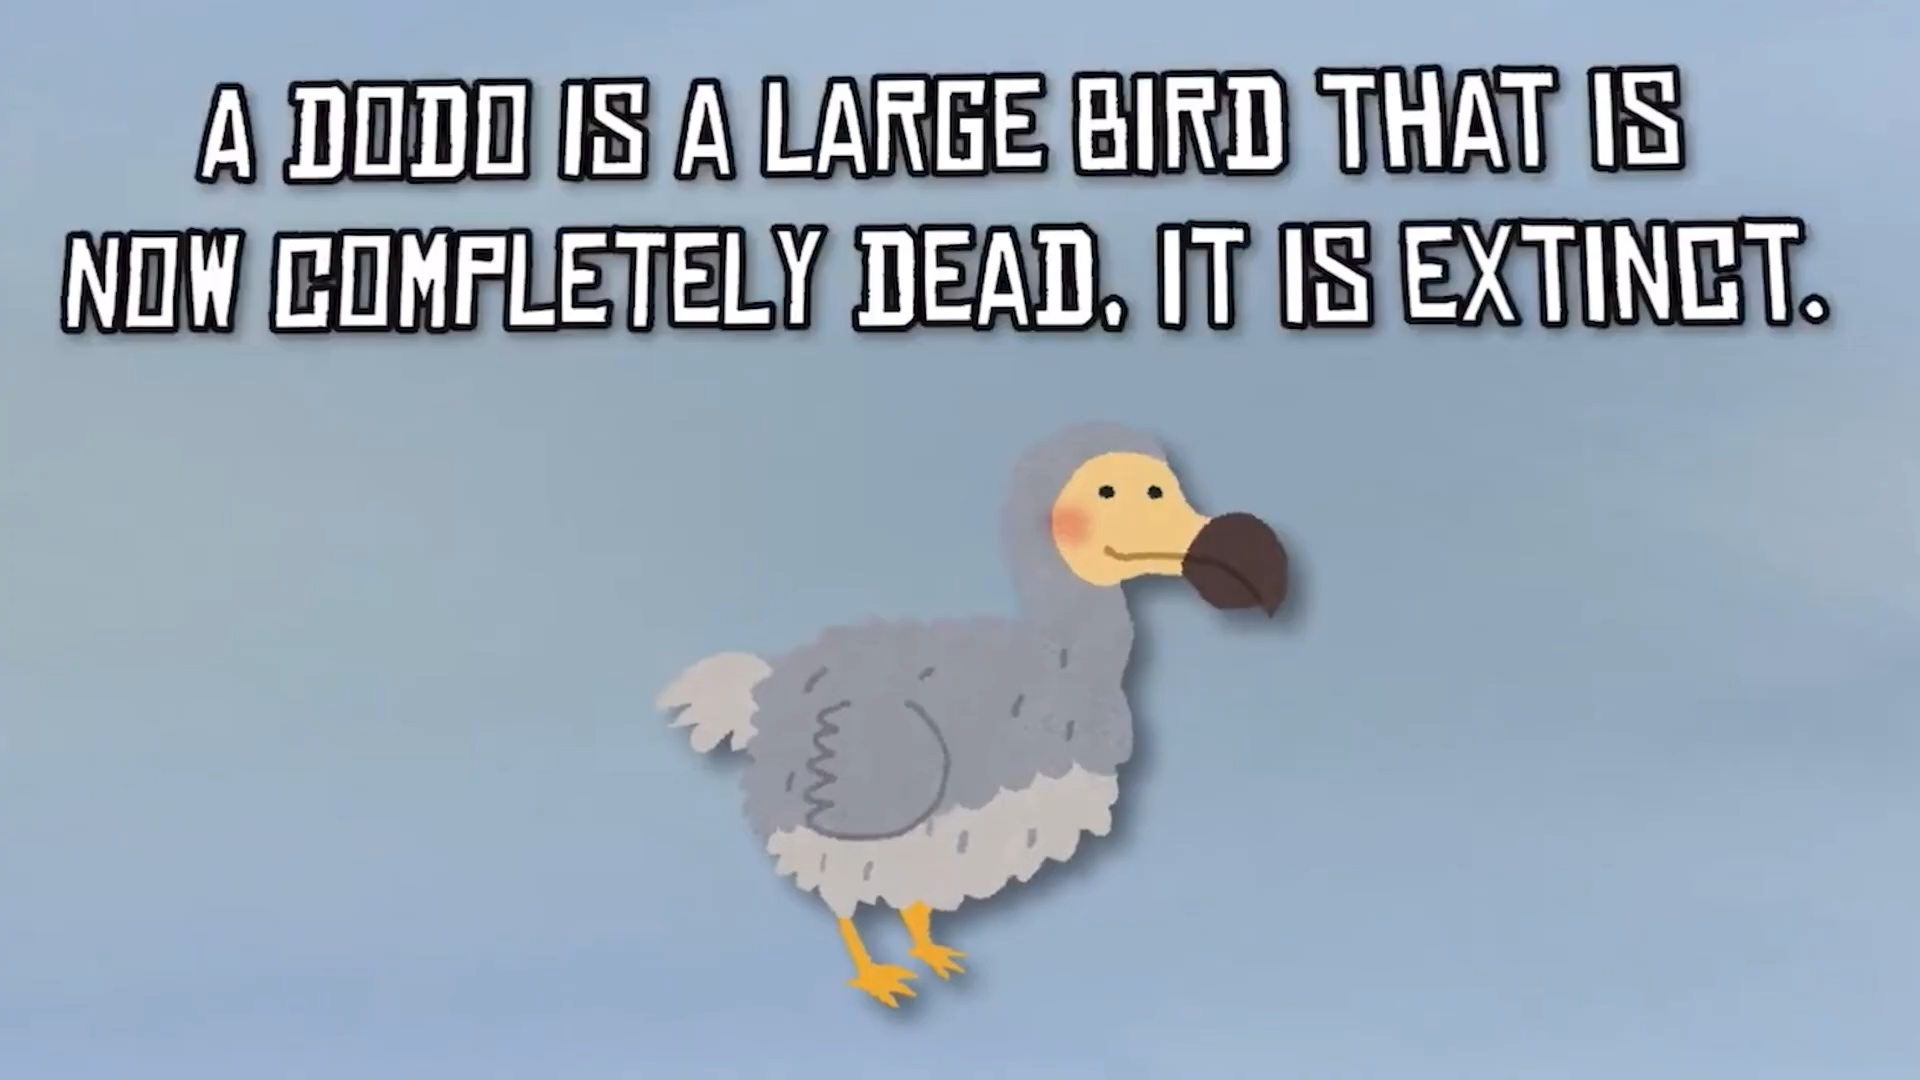 A DODO IS A LARGE BIRD THAT IS
NOW COMPLETELY DEAD. IT IS EXTINCT.